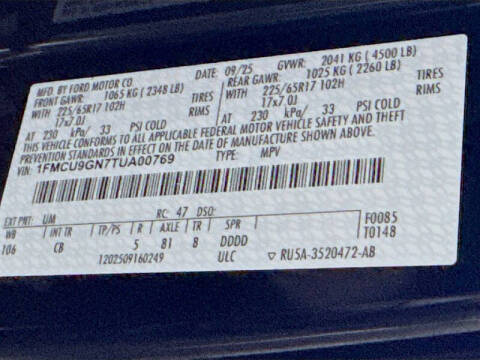 MFD. BY FORD MOTOR CO. DATE: 09/25 GVWR: 2041 KG (4500 LB)
FRONT GAWR: 1065 KG (2348 LB) REAR GAWR: 1025 KG (2260 LB)
WITH 225/65R17 102H TIRES WITH 225/65R17 102H TIRES
17x7.0J RIMS 17x7.0J RIMS
AT 230 kPa/ 33 PSI COLD AT 230 kPa/ 33 PSI COLD
THIS VEHICLE CONFORMS TO ALL APPLICABLE FEDERAL MOTOR VEHICLE SAFETY AND THEFT
PREVENTION STANDARDS IN EFFECT ON THE DATE OF MANUFACTURE SHOWN ABOVE.
VIN: 1FMCU9GN7TUA00769 TYPE: MPV
EXT PNT: UM RC: 47 DSO: F0085
WB INT TR TP/PS R AXLE TR SPR T0148
106 CB 5 81 8 DDDD
1202509160249 ULC ▽ RU5A-3520472-AB